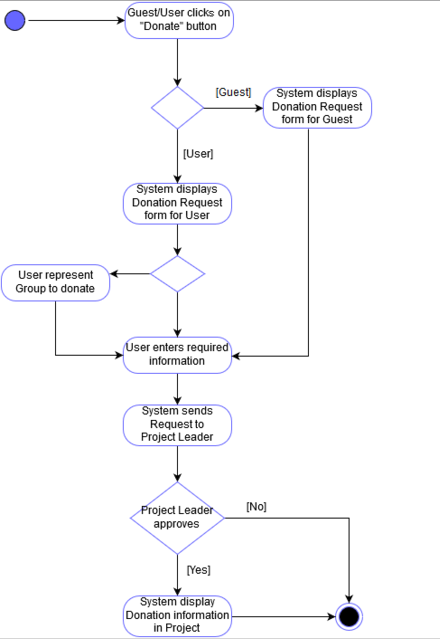 Guest/User clicks on
"Donate" button
[Guest]
System displays
Donation Request
form for Guest
[User]
System displays
Donation Request
form for User
User represent
Group to donate
User enters required
information
System sends
Request to
Project Leader
Project Leader
approves
[No]
[Yes]
System display
Donation information
in Project